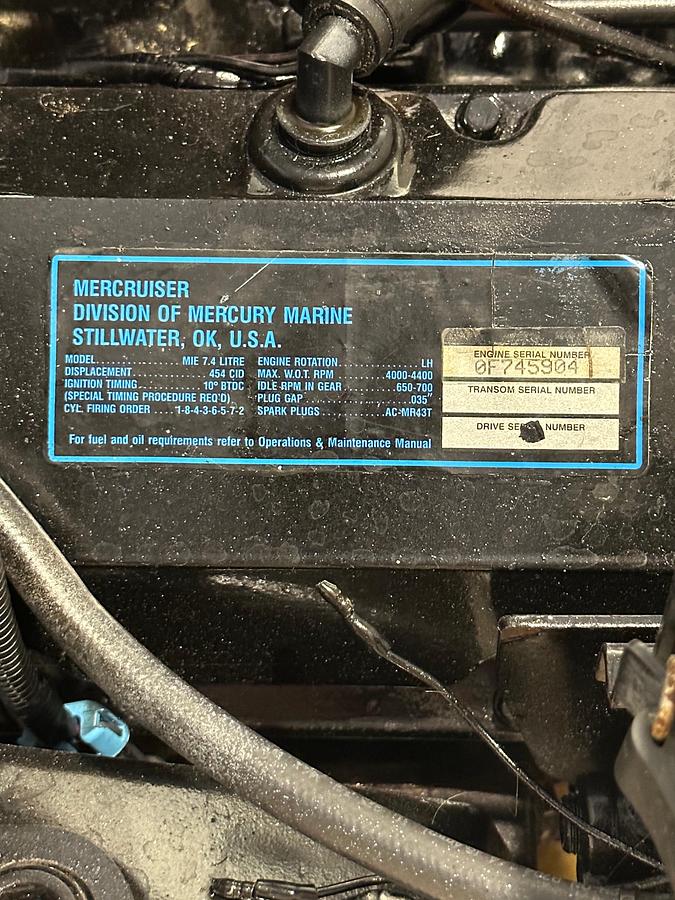 MERCRUISER
DIVISION OF MERCURY MARINE
STILLWATER, OK, U.S.A.
MODEL .................... MIE 7.4 LITRE
DISPLACEMENT .................... 454 CID
IGNITION TIMING .................... 10° BTDC
(SPECIAL TIMING PROCEDURE REQ'D)
CYL. FIRING ORDER ...... 1-8-4-3-6-5-7-2
ENGINE ROTATION .................... LH
MAX. W.O.T. RPM .................... 4000-4400
IDLE RPM IN GEAR .................... 650-700
PLUG GAP .................... .035"
SPARK PLUGS .................... AC-MR43T
For fuel and oil requirements refer to Operations & Maintenance Manual
ENGINE SERIAL NUMBER
0F745904
TRANSOM SERIAL NUMBER
DRIVE NUMBER